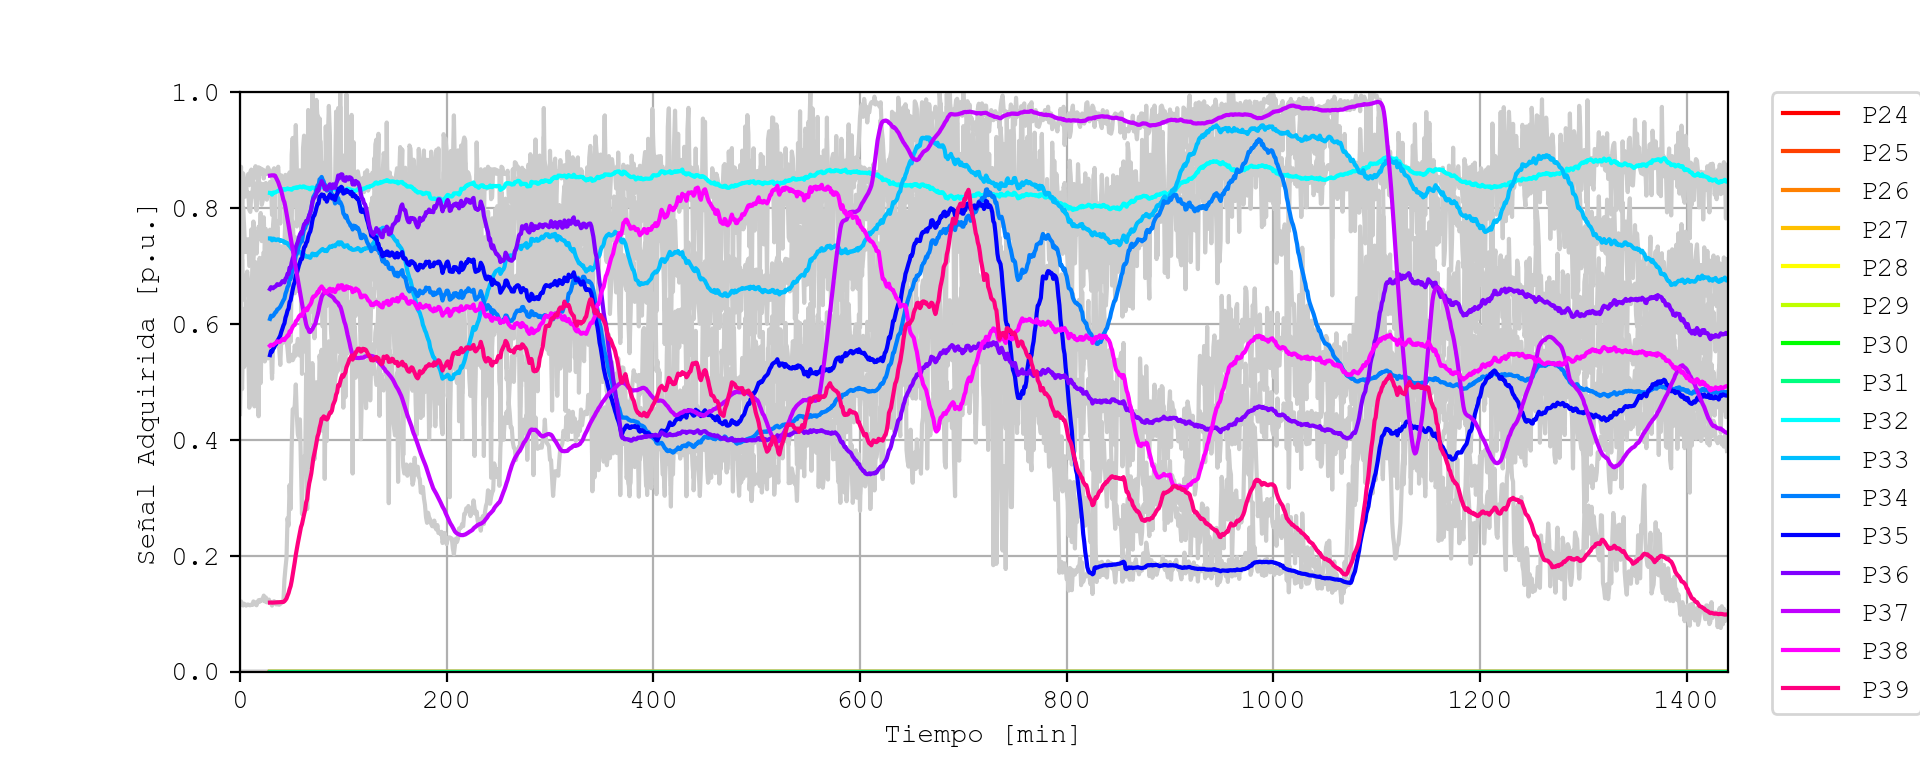 1.0
0.8
0.6
0.4
0.2
0.0
Señal Adquirida [p.u.]
0 200 400 600 800 1000 1200 1400
Tiempo [min]
P24
P25
P26
P27
P28
P29
P30
P31
P32
P33
P34
P35
P36
P37
P38
P39